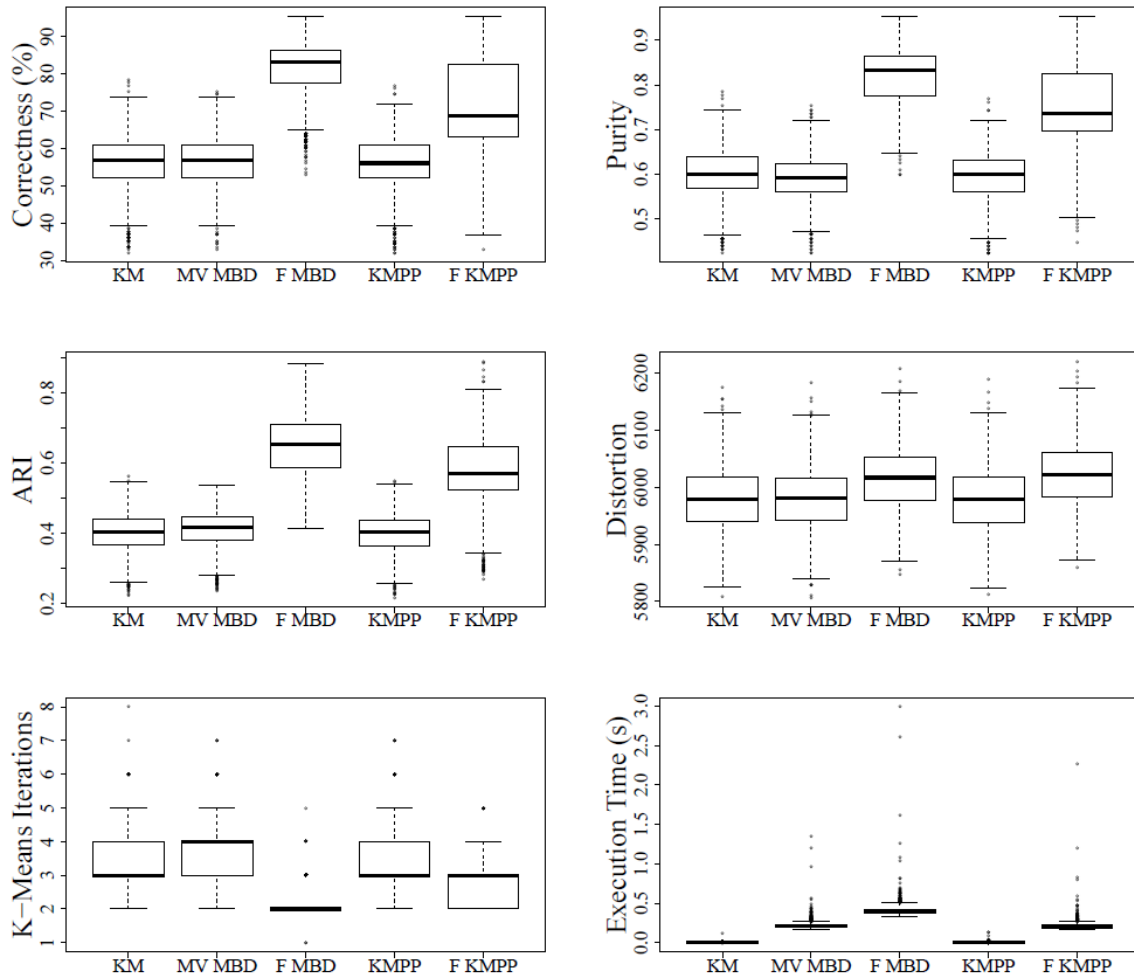 Correctness (%)
30 40 50 60 70 80 90
KM MV MBD F MBD KMPP F KMPP
Purity
0.5 0.6 0.7 0.8 0.9
KM MV MBD F MBD KMPP F KMPP
ARI
0.2 0.4 0.6 0.8
KM MV MBD F MBD KMPP F KMPP
Distortion
5800 5900 6000 6100 6200
KM MV MBD F MBD KMPP F KMPP
K−Means Iterations
1 2 3 4 5 6 7 8
KM MV MBD F MBD KMPP F KMPP
Execution Time (s)
0.0 0.5 1.0 1.5 2.0 2.5 3.0
KM MV MBD F MBD KMPP F KMPP